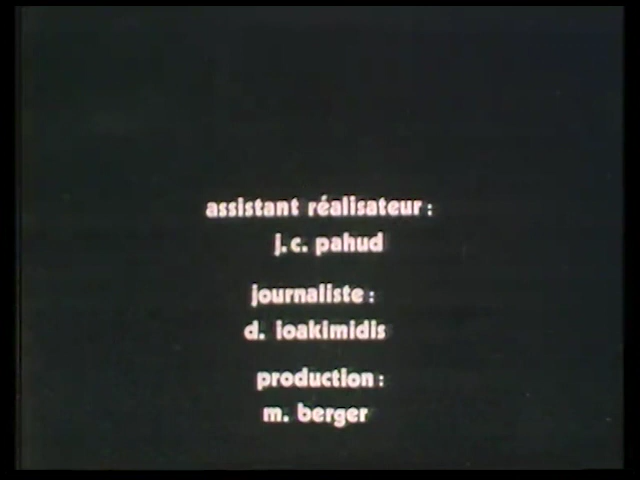 assistant réalisateur:
j.c. pahud
journaliste:
d. ioakimidis
production:
m. berger